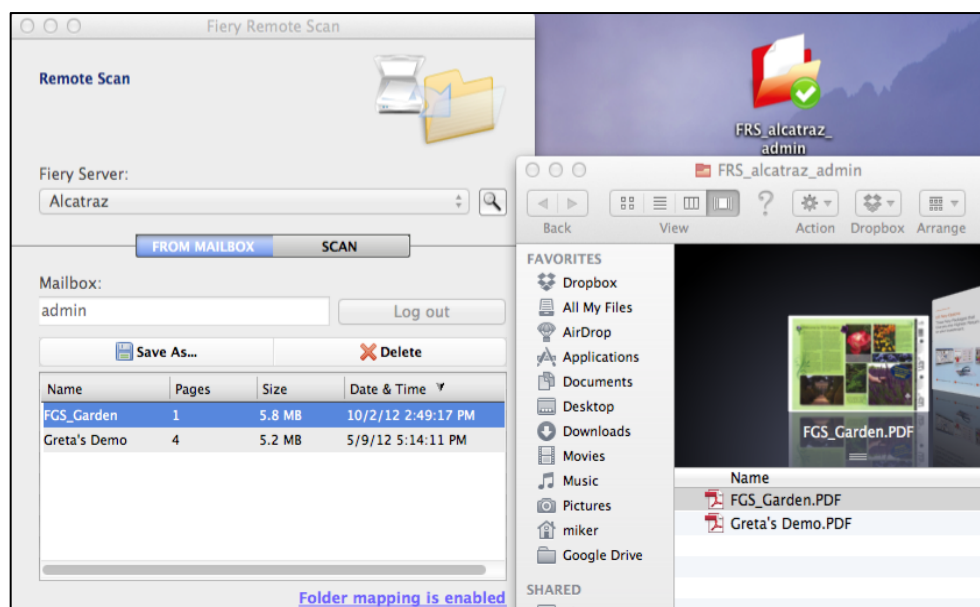 Fiery Remote Scan
Remote Scan
Fiery Server:
Alcatraz
FROM MAILBOX
SCAN
Mailbox:
admin
Log out
Save As...
Delete
Name Pages Size Date & Time
FGS_Garden 1 5.8 MB 10/2/12 2:49:17 PM
Greta's Demo 4 5.2 MB 5/9/12 5:14:11 PM
Folder mapping is enabled
FRS_alcatraz_
admin
FRS_alcatraz_admin
Back View Action Dropbox Arrange
FAVORITES
Dropbox
All My Files
AirDrop
Applications
Documents
Desktop
Downloads
Movies
Music
Pictures
miker
Google Drive
SHARED
FGS_Garden.PDF
Name
FGS_Garden.PDF
Greta's Demo.PDF